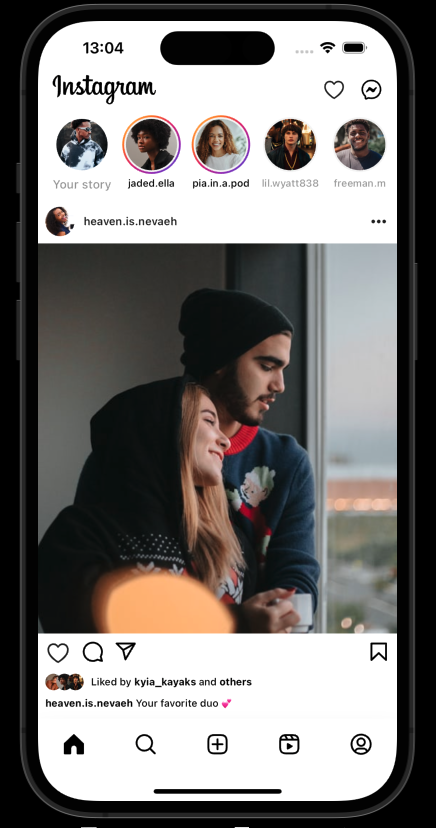 13:04
Instagram
Your story jaded.ella pia.in.a.pod lil.wyatt838 freeman.m
heaven.is.nevaeh
Liked by kyia_kayaks and others
heaven.is.nevaeh Your favorite duo 💕